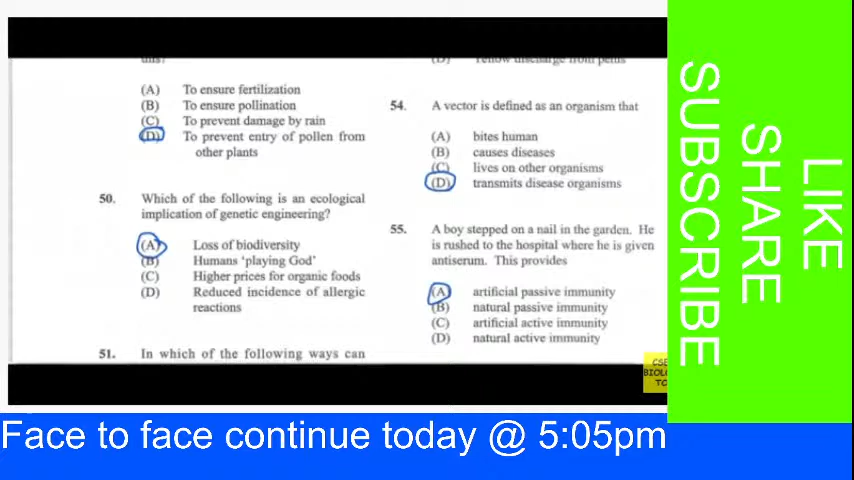 this?
(A) To ensure fertilization
(B) To ensure pollination
(C) To prevent damage by rain
(D) To prevent entry of pollen from
other plants
50. Which of the following is an ecological
implication of genetic engineering?
(A) Loss of biodiversity
(B) Humans ‘playing God’
(C) Higher prices for organic foods
(D) Reduced incidence of allergic
reactions
51. In which of the following ways can
(D) Yellow discharge from penis
54. A vector is defined as an organism that
(A) bites human
(B) causes diseases
(C) lives on other organisms
(D) transmits disease organisms
55. A boy stepped on a nail in the garden. He
is rushed to the hospital where he is given
antiserum. This provides
(A) artificial passive immunity
(B) natural passive immunity
(C) artificial active immunity
(D) natural active immunity
LIKE
SHARE
SUBSCRIBE
Face to face continue today @ 5:05pm